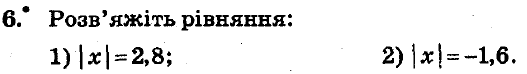 6.• Розв'яжіть рівняння:
1) |x|=2,8; 2) |x|=–1,6.